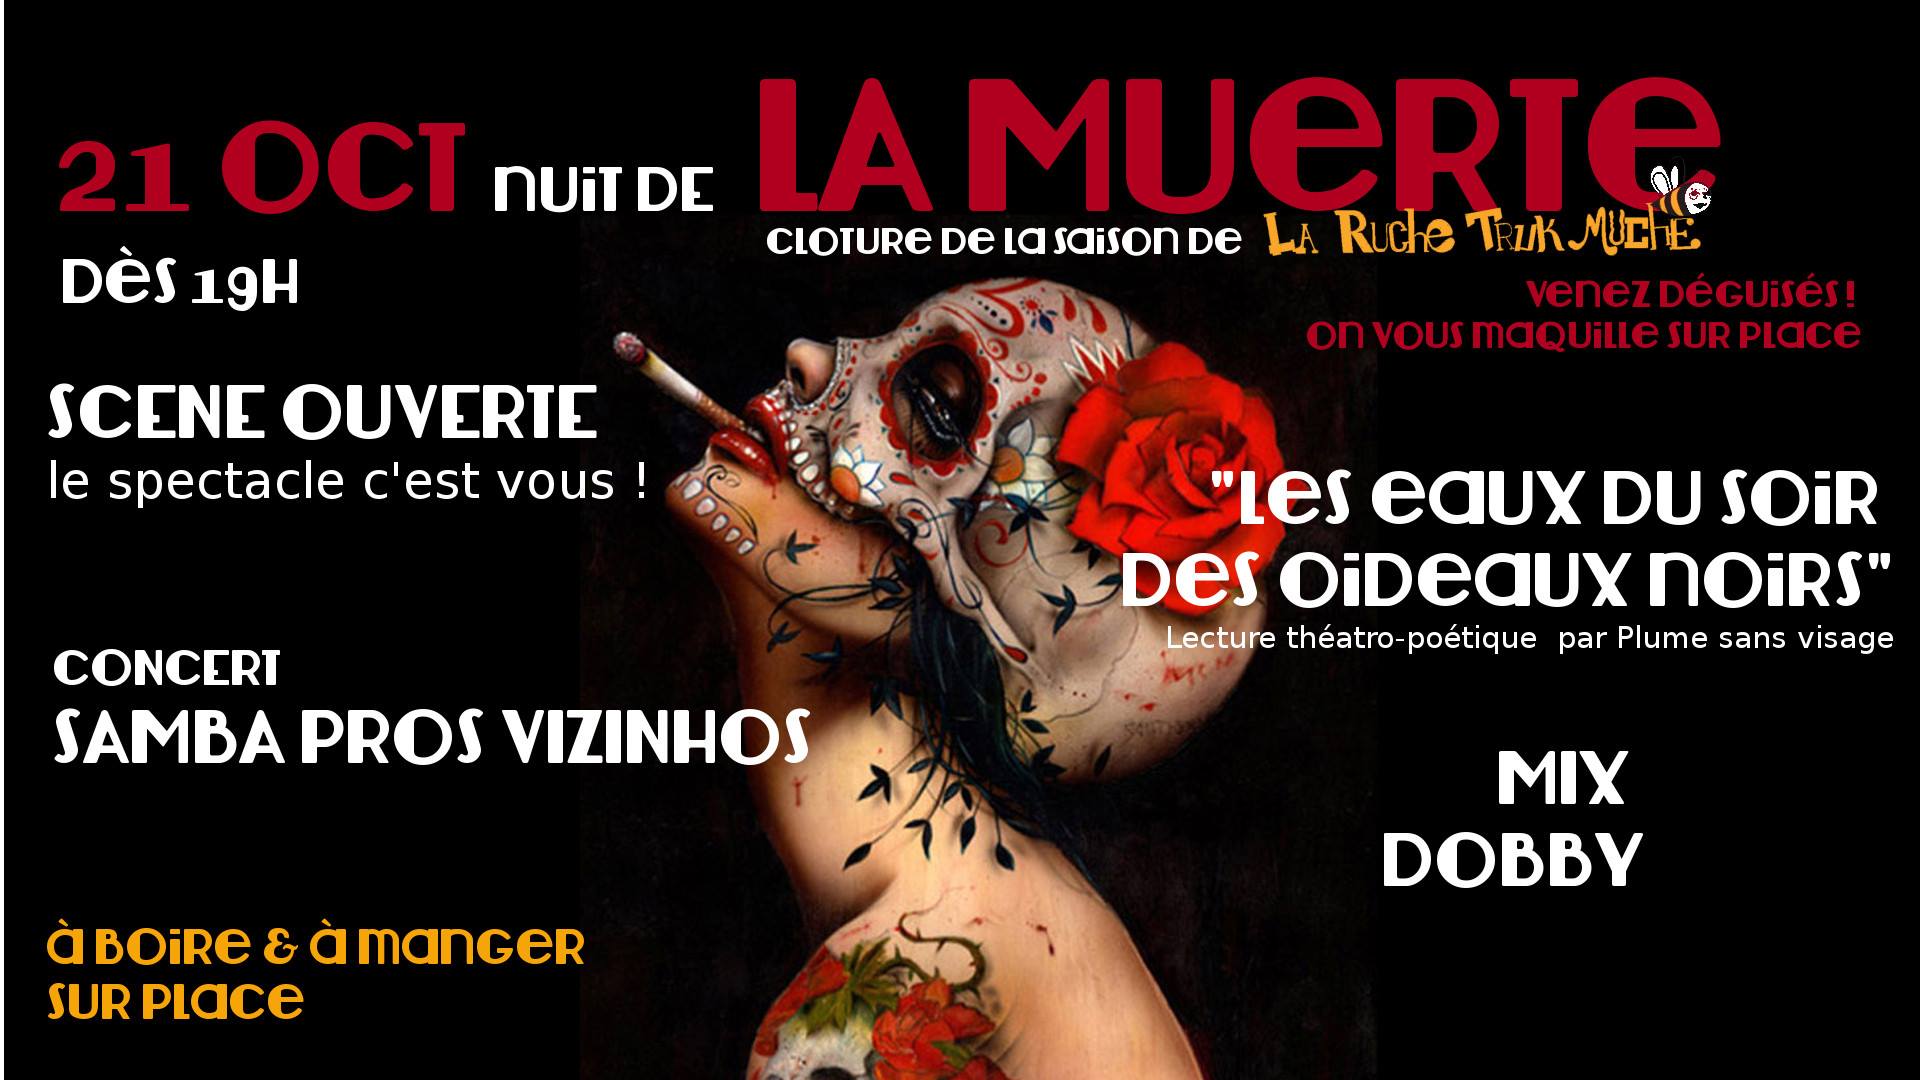 21 OCT NUIT DE LA MUERTE
CLOTURE DE LA SAISON DE LA RUCHE TRUK MUCHE
DÈS 19H
VENEZ DÉGUISÉS !
ON VOUS MAQUILLE SUR PLACE
SCENE OUVERTE
le spectacle c'est vous !
"LES EAUX DU SOIR
DES OIDEAUX NOIRS"
Lecture théatro-poétique par Plume sans visage
CONCERT
SAMBA PROS VIZINHOS
MIX
DOBBY
À BOIRE & À MANGER
SUR PLACE